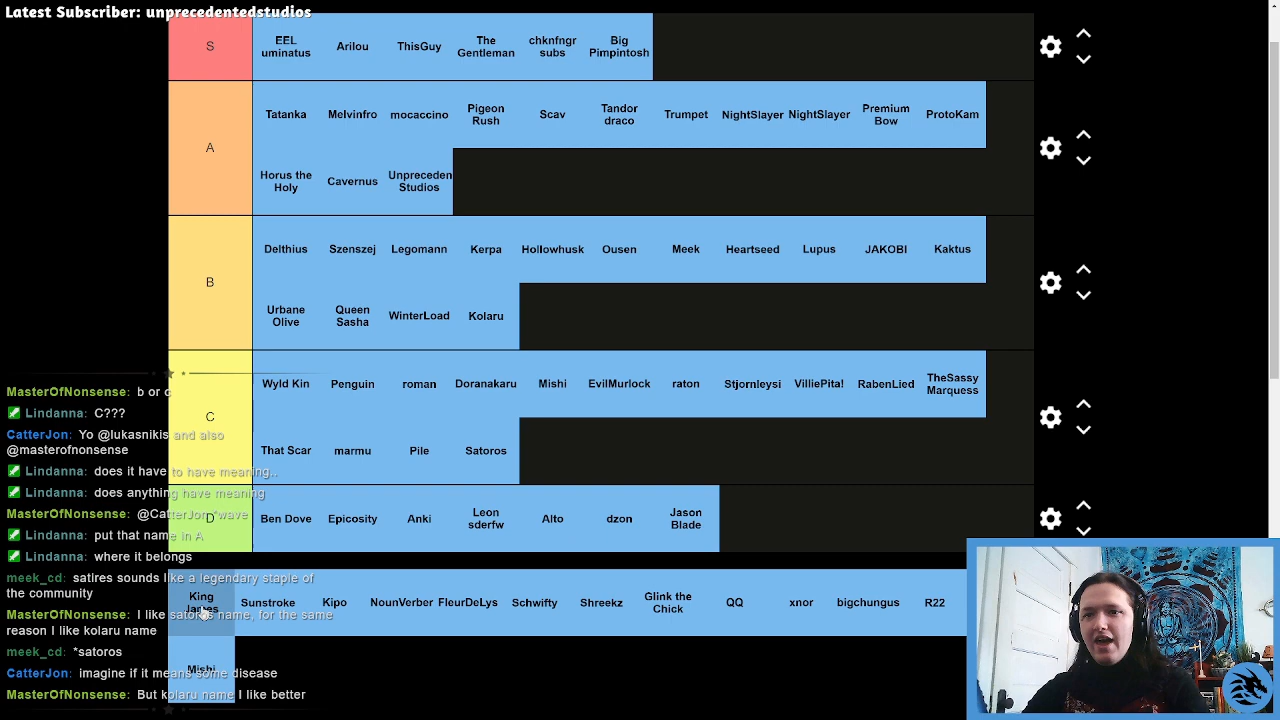 Latest Subscriber: unprecedentedstudios
S
EEL
uminatus
Arilou
ThisGuy
The
Gentleman
chknfngr
subs
Big
Pimpintosh
A
Tatanka
Melvinfro
mocaccino
Pigeon
Rush
Scav
Tandor
draco
Trumpet
NightSlayer
NightSlayer
Premium
Bow
ProtoKam
Horus the
Holy
Cavernus
Unpreceden
Studios
B
Delthius
Szenszej
Legomann
Kerpa
Hollowhusk
Ousen
Meek
Heartseed
Lupus
JAKOBI
Kaktus
Urbane
Olive
Queen
Sasha
WinterLoad
Kolaru
C
Wyld Kin
Penguin
roman
Doranakaru
Mishi
EvilMurlock
raton
Stjornleysi
VilliePita!
RabenLied
TheSassy
Marquess
That Scar
marmu
Pile
Satoros
D
Ben Dove
Epicosity
Anki
Leon
sderfw
Alto
dzon
Jason
Blade
King
James
Sunstroke
Kipo
NounVerber
FleurDeLys
Schwifty
Shreekz
Glink the
Chick
QQ
xnor
bigchungus
R22
Mishi
MasterOfNonsense: b or c
Lindanna: C???
CatterJon: Yo @lukasnikis and also
@masterofnonsense
Lindanna: does it have to have meaning..
Lindanna: does anything have meaning
MasterOfNonsense: @CatterJon *wave
Lindanna: put that name in A
Lindanna: where it belongs
meek_cd: satires sounds like a legendary staple of
the community
MasterOfNonsense: I like satoros name, for the same
reason I like kolaru name
meek_cd: *satoros
CatterJon: imagine if it means some disease
MasterOfNonsense: But kolaru name I like better